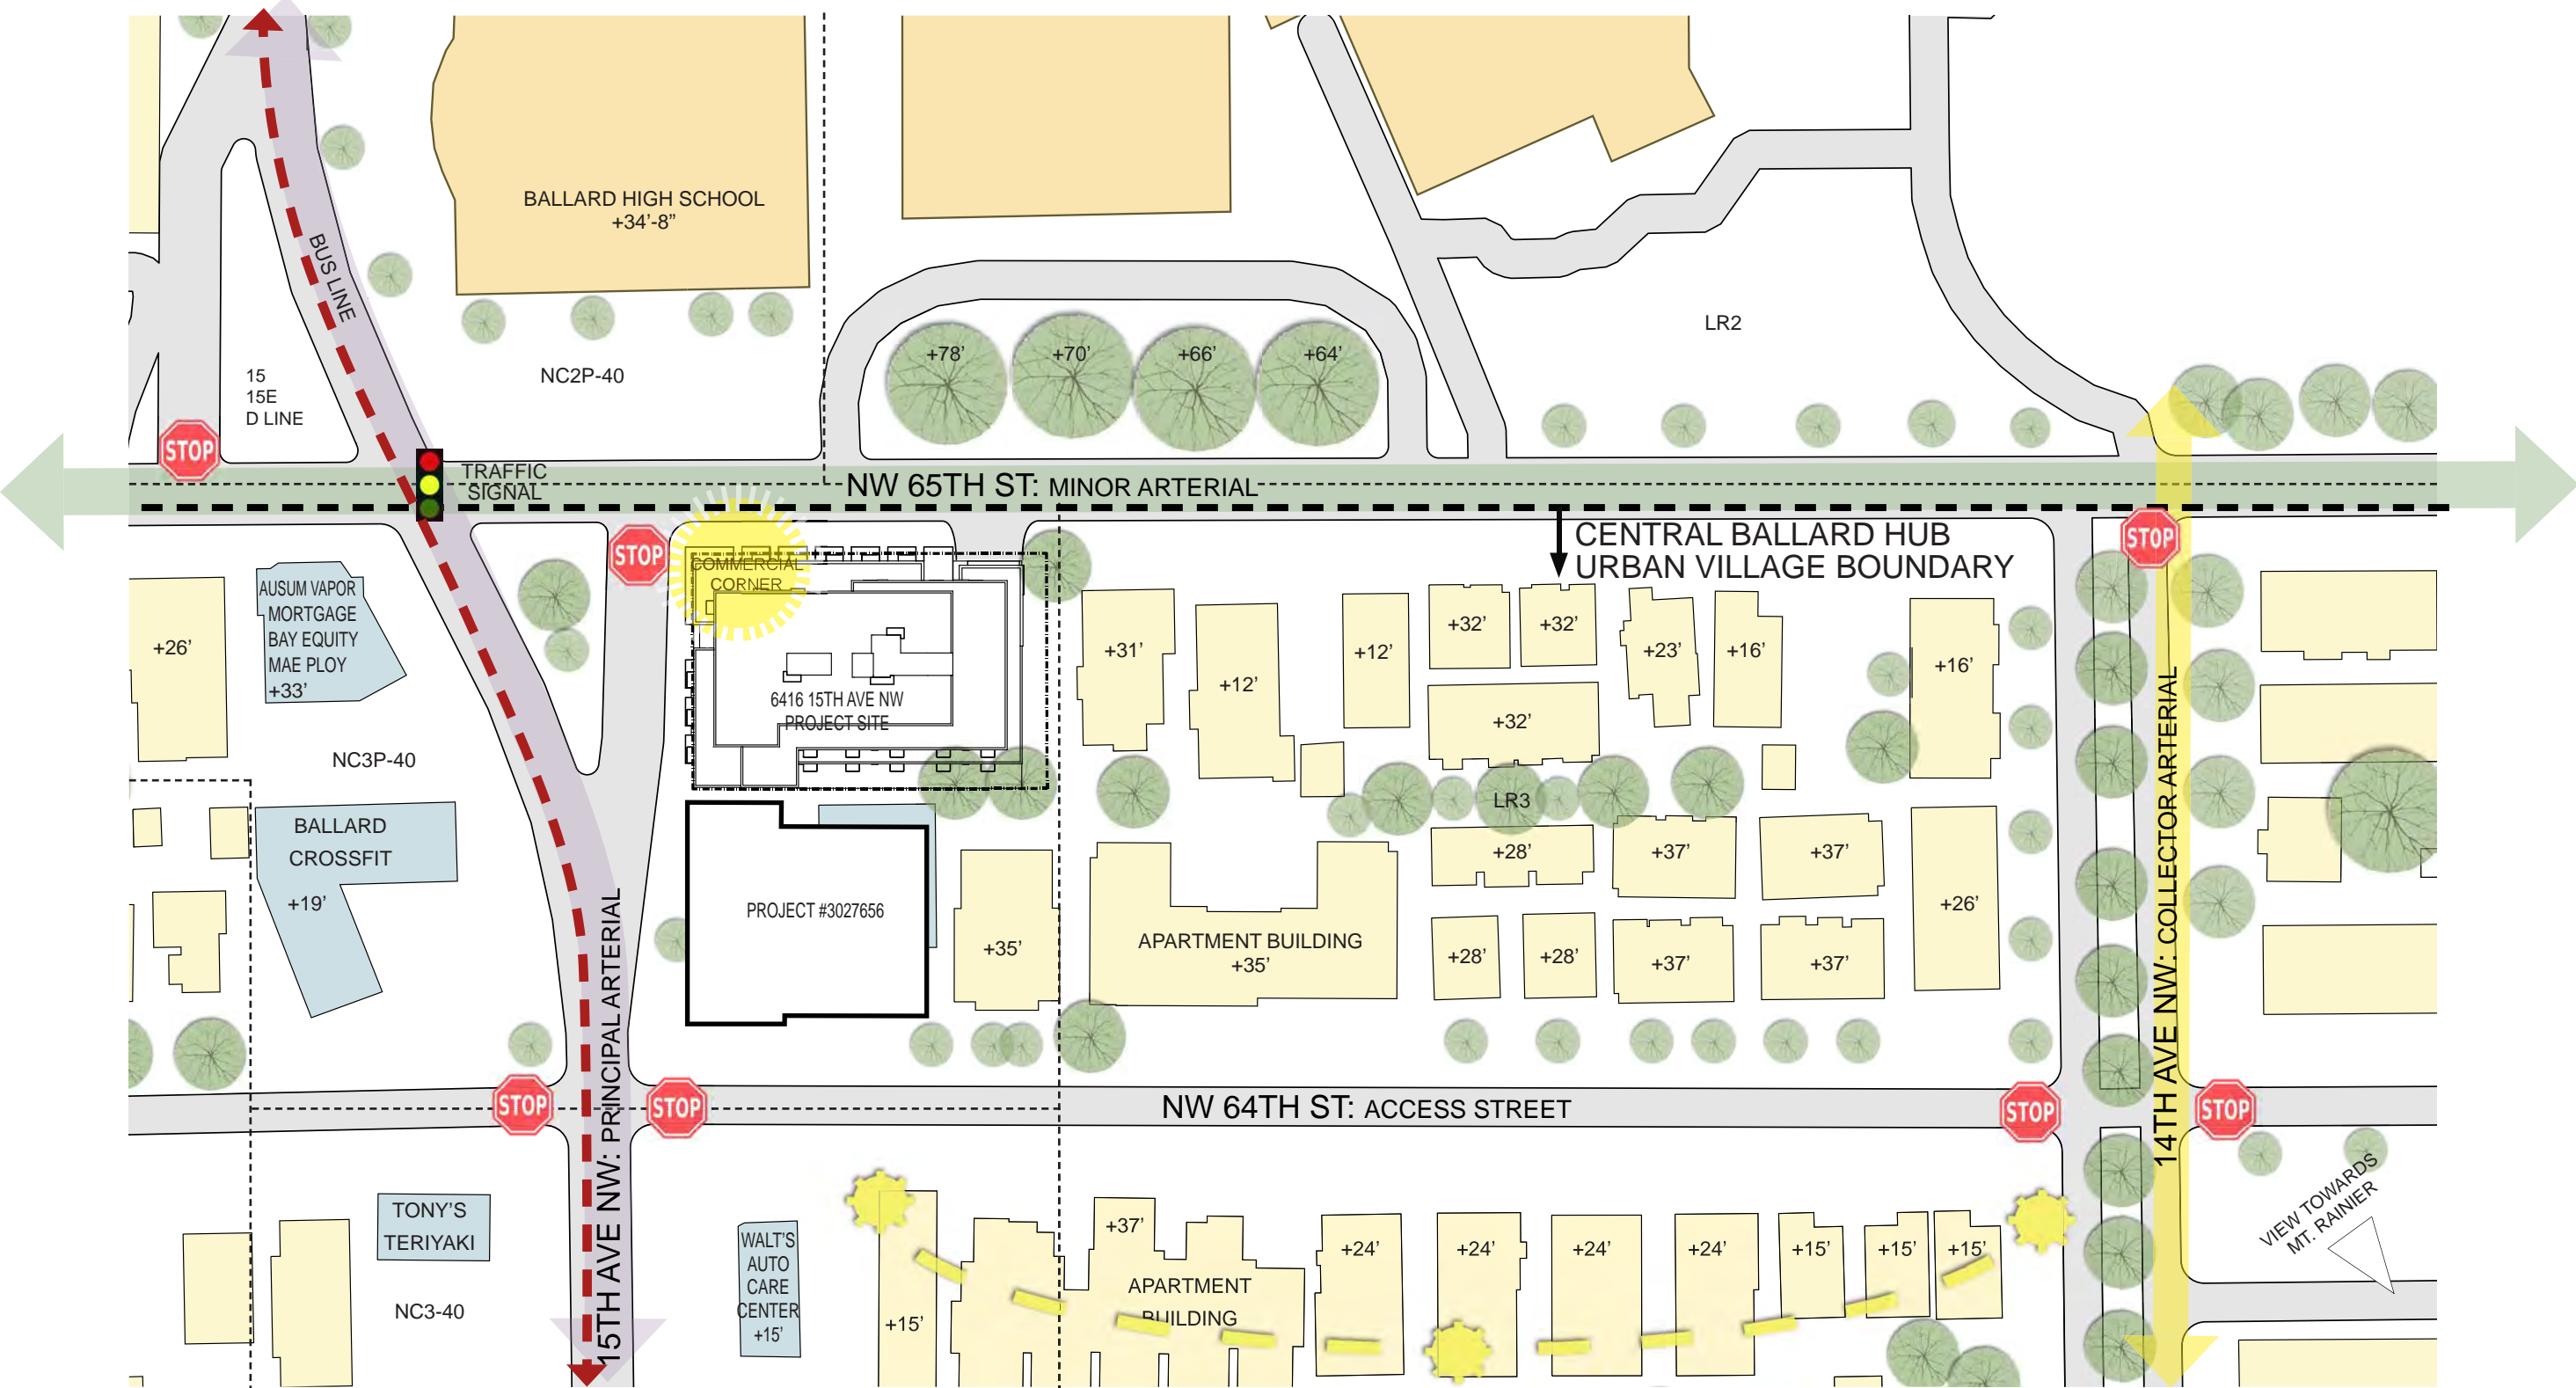 BALLARD HIGH SCHOOL
+34'-8"
BUS LINE
15
15E
D LINE
NC2P-40
+78'
+70'
+66'
+64'
LR2
STOP
TRAFFIC
SIGNAL
NW 65TH ST: MINOR ARTERIAL
STOP
COMMERCIAL
CORNER
CENTRAL BALLARD HUB
URBAN VILLAGE BOUNDARY
STOP
+26'
AUSUM VAPOR
MORTGAGE
BAY EQUITY
MAE PLOY
+33'
6416 15TH AVE NW
PROJECT SITE
+31'
+12'
+12'
+32'
+32'
+23'
+16'
+16'
+32'
NC3P-40
LR3
BALLARD
CROSSFIT
+19'
PROJECT #3027656
+35'
APARTMENT BUILDING
+35'
+28'
+37'
+37'
+26'
+28'
+28'
+37'
+37'
15TH AVE NW: PRINCIPAL ARTERIAL
14TH AVE NW: COLLECTOR ARTERIAL
STOP
STOP
NW 64TH ST: ACCESS STREET
STOP
STOP
VIEW TOWARDS
MT. RAINIER
TONY'S
TERIYAKI
NC3-40
WALT'S
AUTO
CARE
CENTER
+15'
+15'
+37'
APARTMENT
BUILDING
+24'
+24'
+24'
+24'
+15'
+15'
+15'